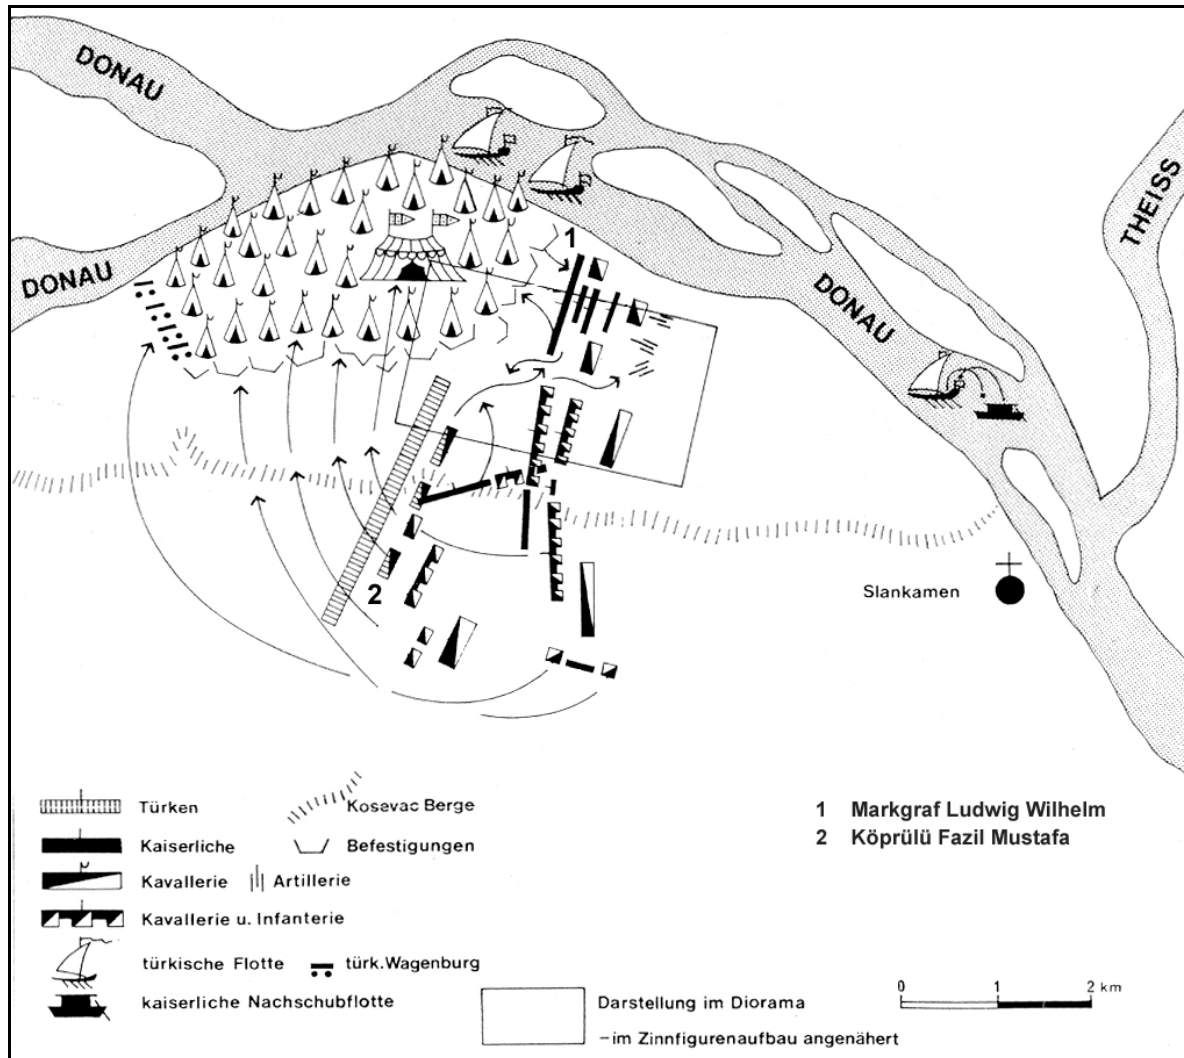 DONAU
DONAU
THEISS
1
DONAU
2
Slankamen
Türken
Kosevac Berge
1 Markgraf Ludwig Wilhelm
Kaiserliche
Befestigungen
2 Köprülü Fazil Mustafa
Kavallerie
Artillerie
Kavallerie u. Infanterie
türkische Flotte
türk. Wagenburg
kaiserliche Nachschubflotte
Darstellung im Diorama
– im Zinnfigurenaufbau angenähert
0 1 2 km